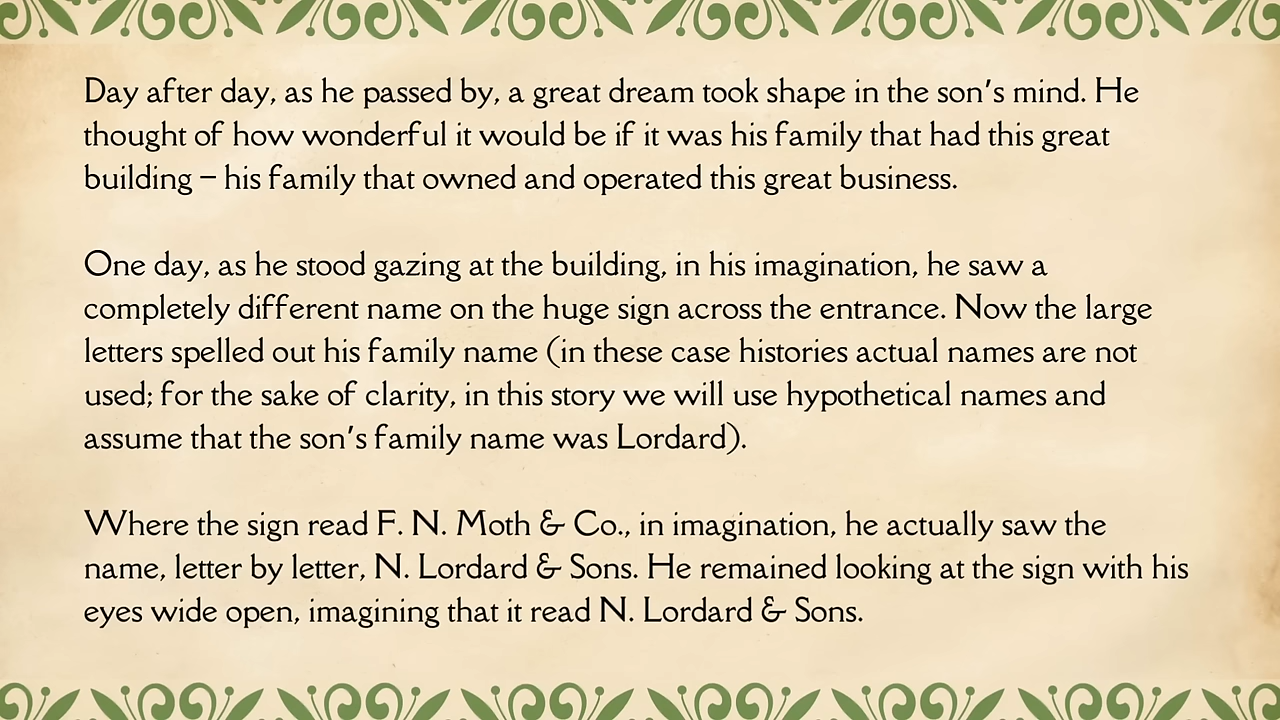 Day after day, as he passed by, a great dream took shape in the son's mind. He
thought of how wonderful it would be if it was his family that had this great
building – his family that owned and operated this great business.
One day, as he stood gazing at the building, in his imagination, he saw a
completely different name on the huge sign across the entrance. Now the large
letters spelled out his family name (in these case histories actual names are not
used; for the sake of clarity, in this story we will use hypothetical names and
assume that the son's family name was Lordard).
Where the sign read F. N. Moth & Co., in imagination, he actually saw the
name, letter by letter, N. Lordard & Sons. He remained looking at the sign with his
eyes wide open, imagining that it read N. Lordard & Sons.